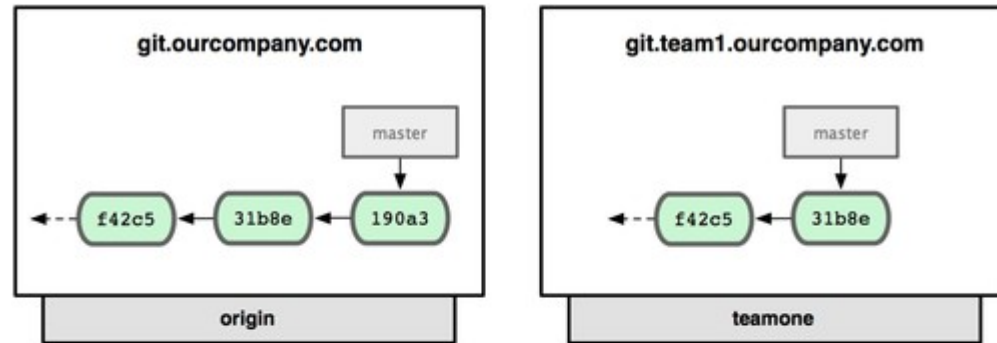 git.ourcompany.com
master
f42c5
31b8e
190a3
origin
git.team1.ourcompany.com
master
f42c5
31b8e
teamone